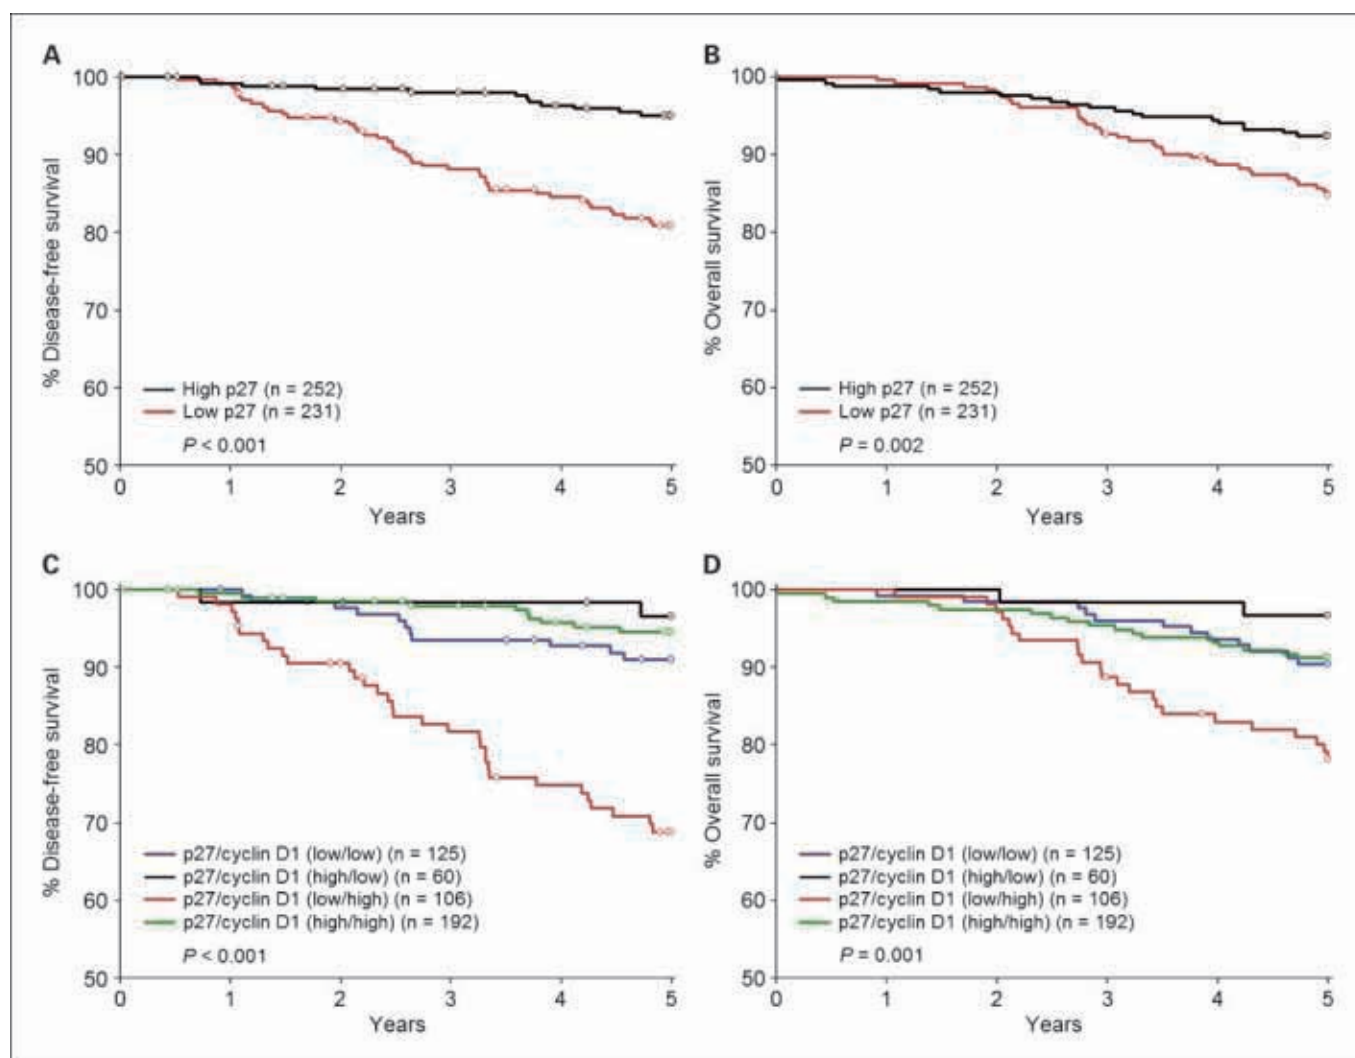 A
B
100
90
80
70
60
50
% Disease-free survival
High p27 (n = 252)
Low p27 (n = 231)
P < 0.001
0 1 2 3 4 5
Years
100
90
80
70
60
50
% Overall survival
High p27 (n = 252)
Low p27 (n = 231)
P = 0.002
0 1 2 3 4 5
Years
C
D
100
90
80
70
60
50
% Disease-free survival
p27/cyclin D1 (low/low) (n = 125)
p27/cyclin D1 (high/low) (n = 60)
p27/cyclin D1 (low/high) (n = 106)
p27/cyclin D1 (high/high) (n = 192)
P < 0.001
0 1 2 3 4 5
Years
100
90
80
70
60
50
% Overall survival
p27/cyclin D1 (low/low) (n = 125)
p27/cyclin D1 (high/low) (n = 60)
p27/cyclin D1 (low/high) (n = 106)
p27/cyclin D1 (high/high) (n = 192)
P = 0.001
0 1 2 3 4 5
Years